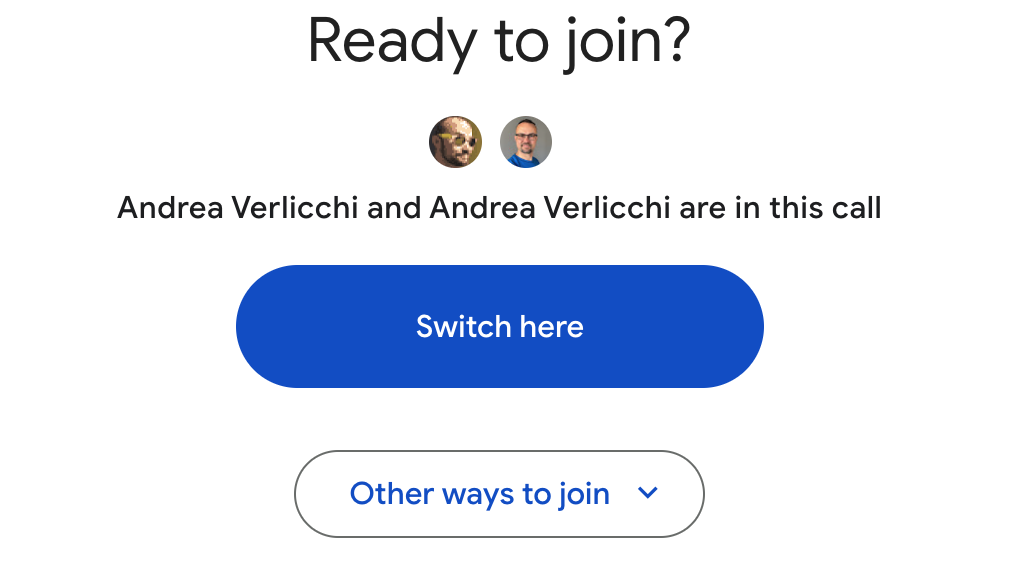 Ready to join?
Andrea Verlicchi and Andrea Verlicchi are in this call
Switch here
Other ways to join